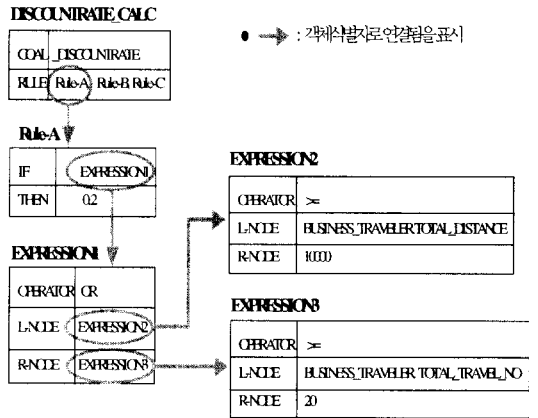 DISCOUNTRATE_CALC
GOAL _DISCOUNTRATE
RULE Rule-A, Rule-B, Rule-C
● → : 객체식별자로 연결됨을 표시
Rule-A
IF EXPRESSION1
THEN 0.2
EXPRESSION1
OPERATOR OR
L-NODE EXPRESSION2
R-NODE EXPRESSION3
EXPRESSION2
OPERATOR >=
L-NODE BUSINESS_TRAVELER.TOTAL_DISTANCE
R-NODE 10000
EXPRESSION3
OPERATOR >=
L-NODE BUSINESS_TRAVELER.TOTAL_TRAVEL_NO
R-NODE 20